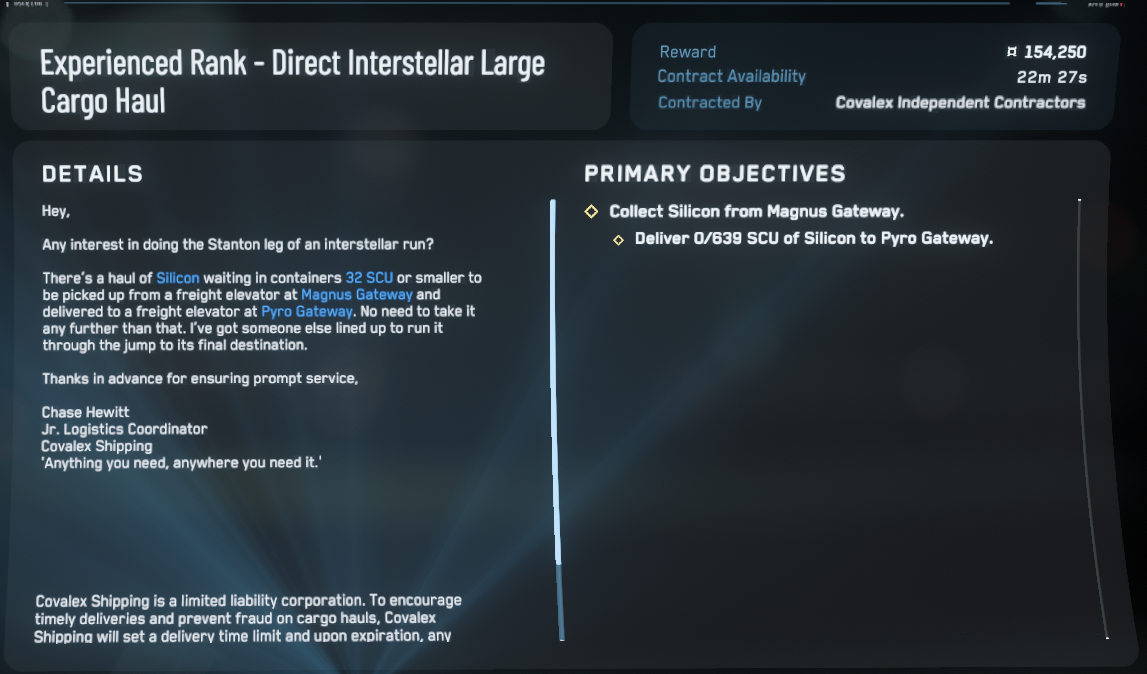 Experienced Rank - Direct Interstellar Large
Cargo Haul
Reward ¤ 154,250
Contract Availability 22m 27s
Contracted By Covalex Independent Contractors
DETAILS
Hey,
Any interest in doing the Stanton leg of an interstellar run?
There's a haul of Silicon waiting in containers 32 SCU or smaller to
be picked up from a freight elevator at Magnus Gateway and
delivered to a freight elevator at Pyro Gateway. No need to take it
any further than that. I've got someone else lined up to run it
through the jump to its final destination.
Thanks in advance for ensuring prompt service,
Chase Hewitt
Jr. Logistics Coordinator
Covalex Shipping
'Anything you need, anywhere you need it.'
Covalex Shipping is a limited liability corporation. To encourage
timely deliveries and prevent fraud on cargo hauls, Covalex
Shipping will set a delivery time limit and upon expiration, any
PRIMARY OBJECTIVES
Collect Silicon from Magnus Gateway.
Deliver 0/639 SCU of Silicon to Pyro Gateway.